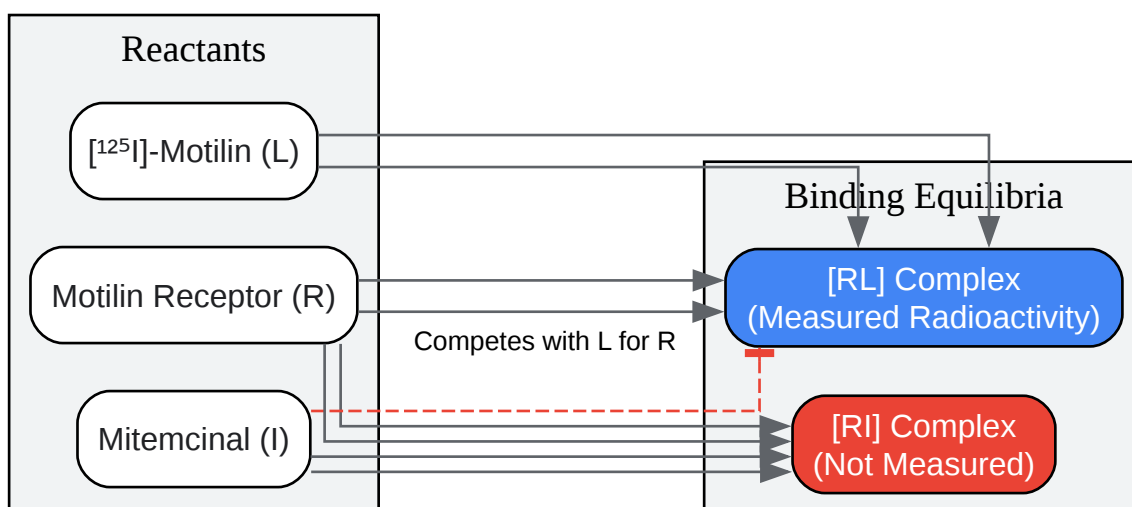 Reactants
[¹²⁵I]-Motilin (L)
Motilin Receptor (R)
Mitemcinal (I)
Competes with L for R
Binding Equilibria
[RL] Complex
(Measured Radioactivity)
[RI] Complex
(Not Measured)